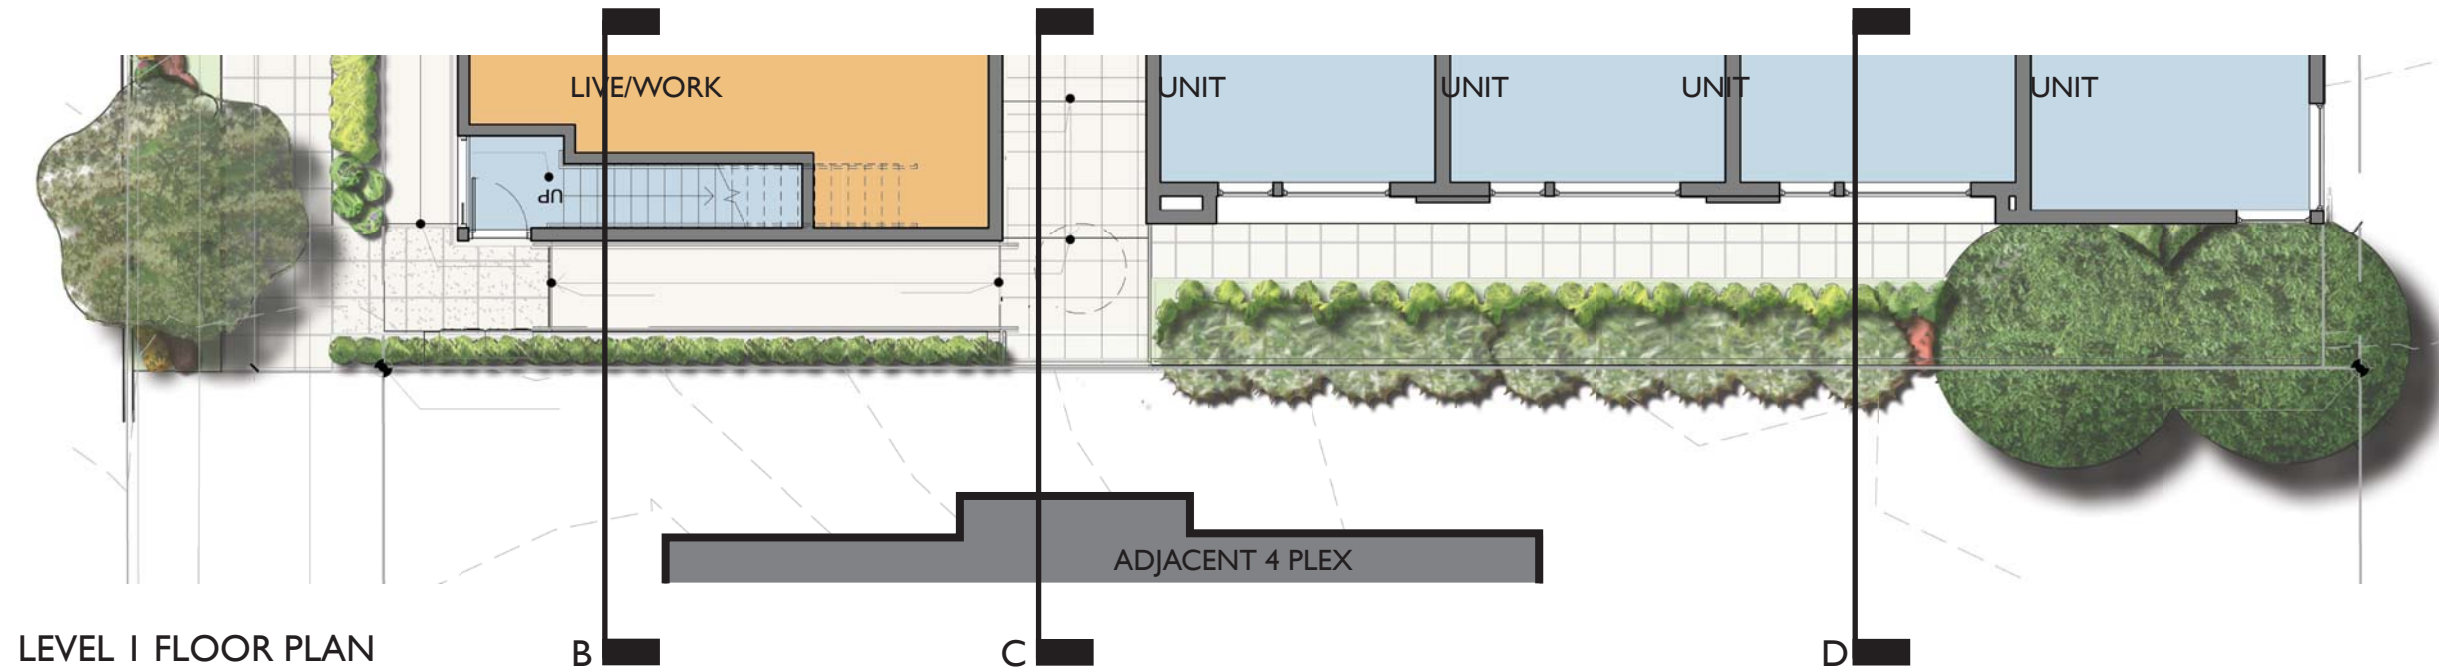 LIVE/WORK
UNIT
UNIT
UNIT
UNIT
UP
ADJACENT 4 PLEX
LEVEL 1 FLOOR PLAN
B
C
D